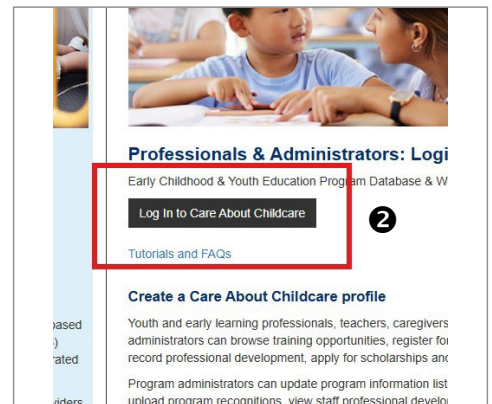 Professionals & Administrators: Logi
Early Childhood & Youth Education Program Database & W
Log In to Care About Childcare
❷
Tutorials and FAQs
Create a Care About Childcare profile
Youth and early learning professionals, teachers, caregivers
administrators can browse training opportunities, register for
record professional development, apply for scholarships and
Program administrators can update program information list
upload program recognitions, view staff professional develo
ased
)
rated
viders